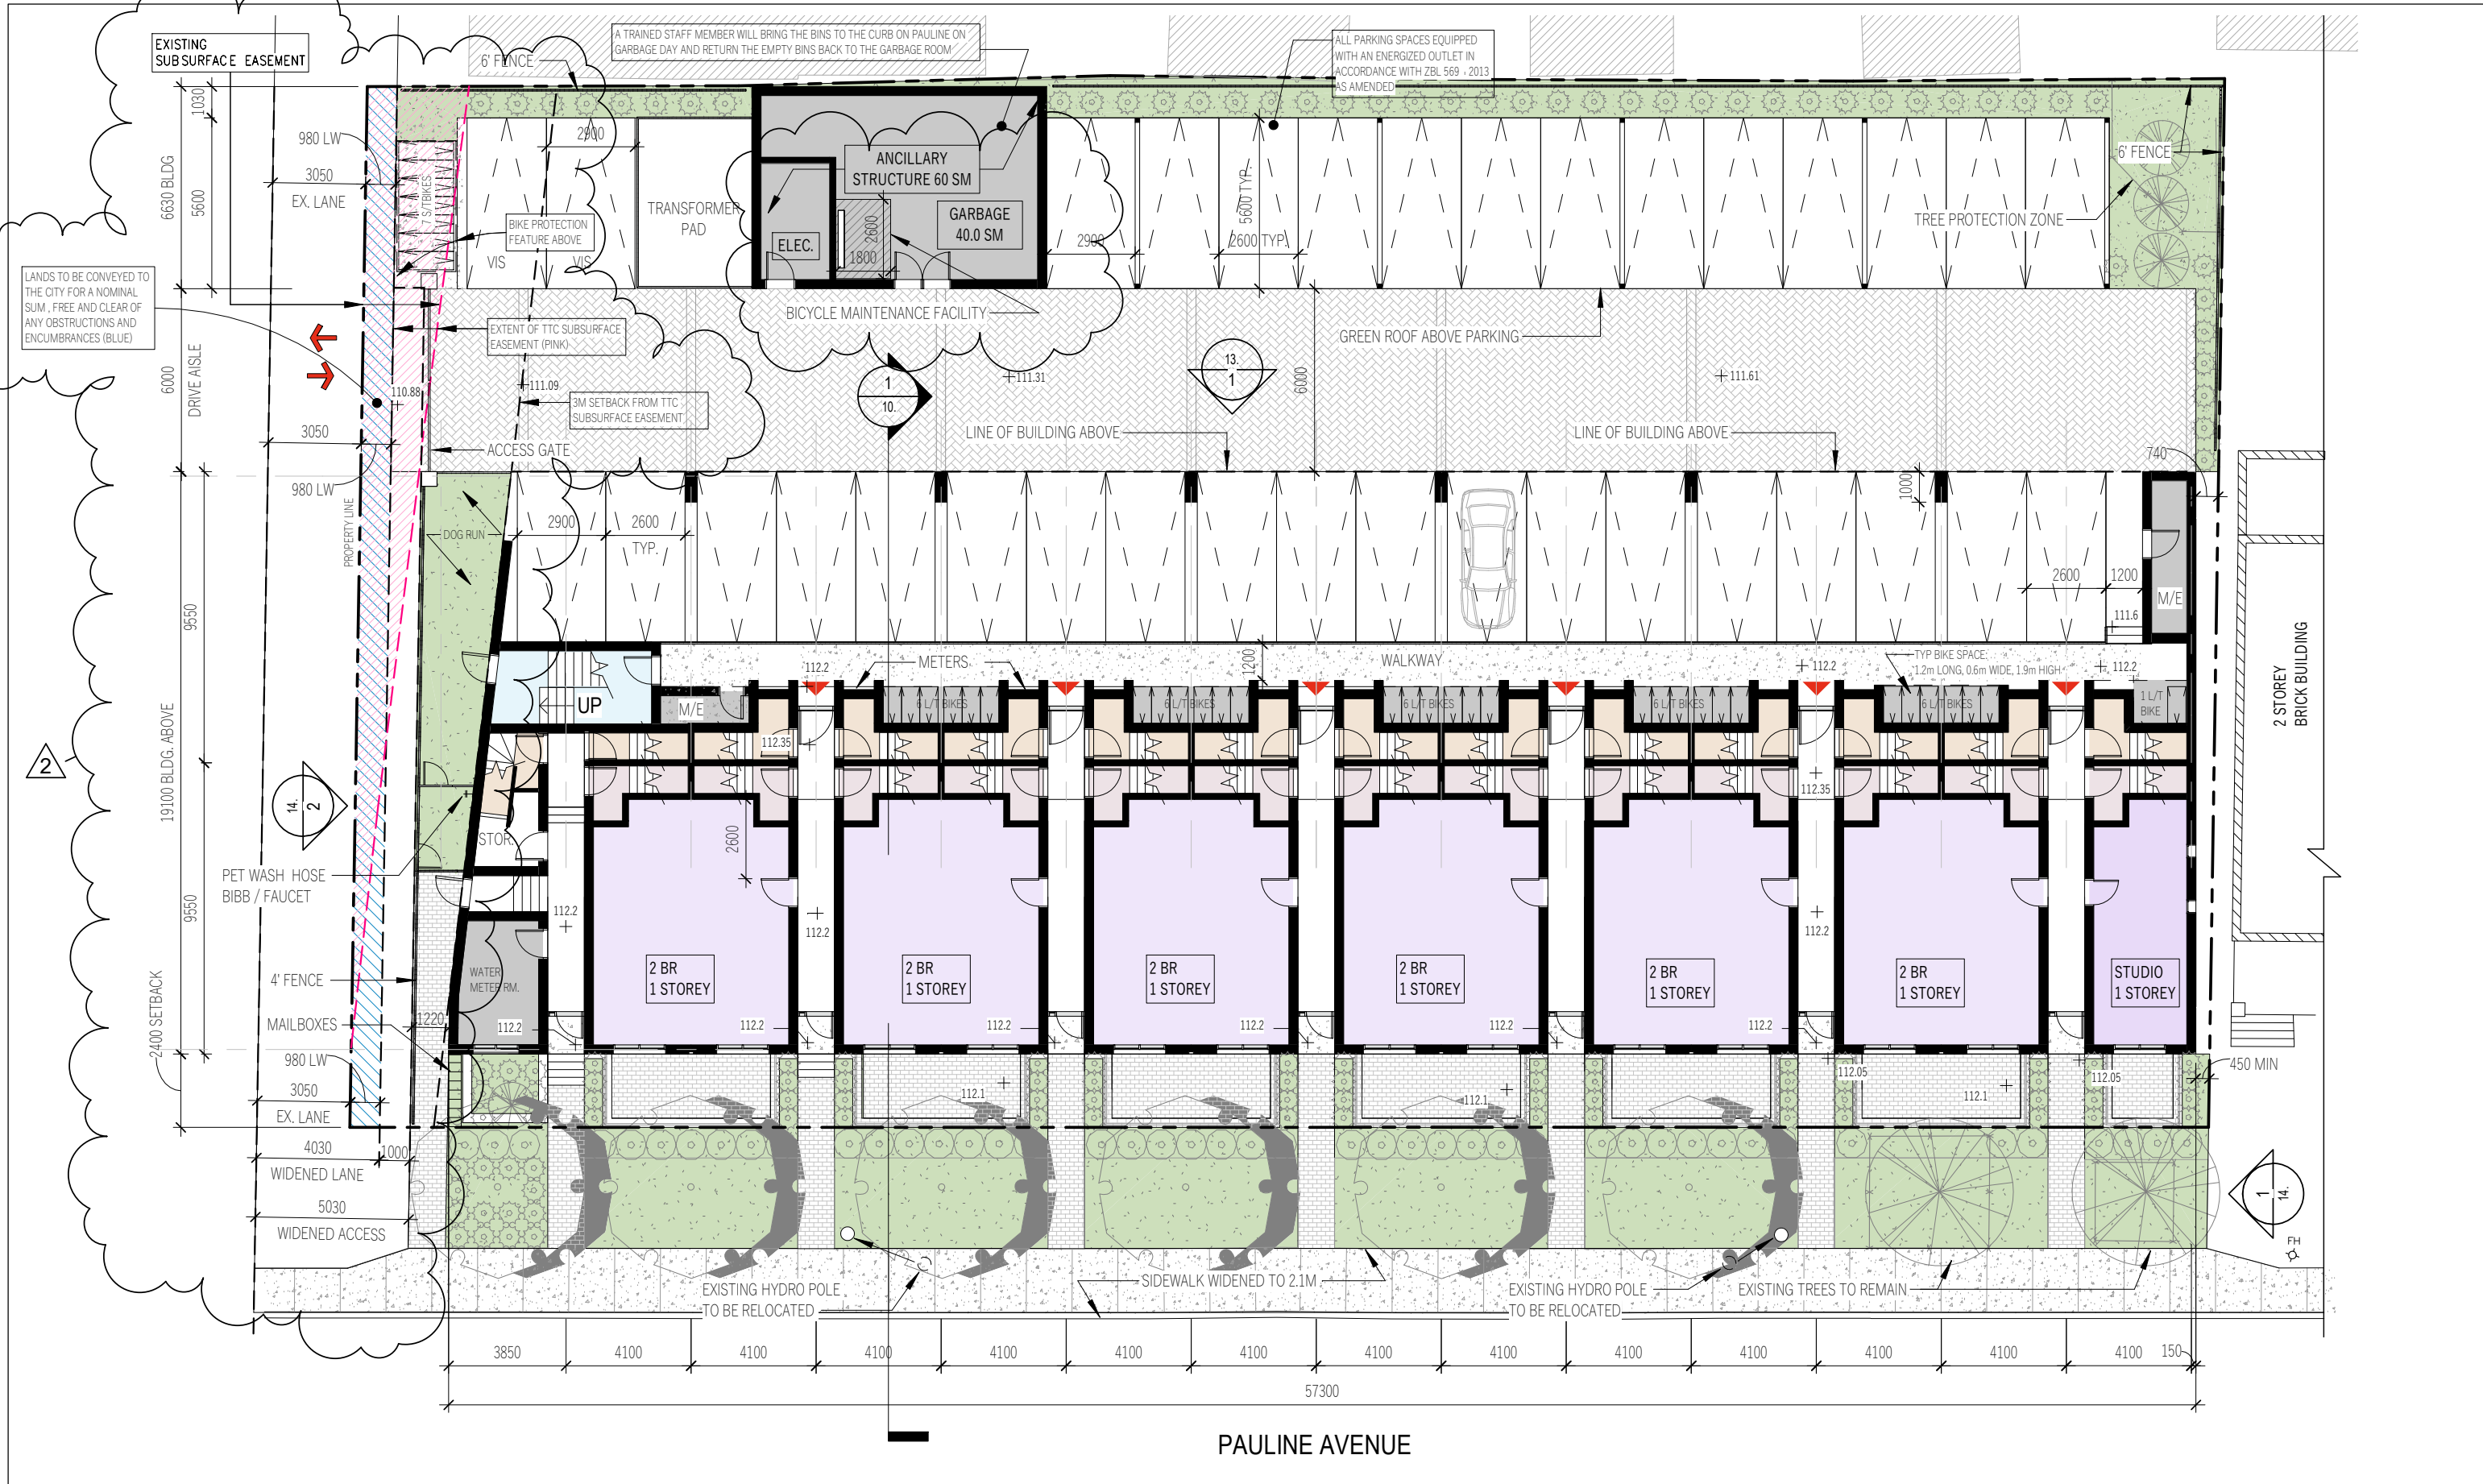 EXISTING
SUBSURFACE EASEMENT
6' FENCE
A TRAINED STAFF MEMBER WILL BRING THE BINS TO THE CURB ON PAULINE ON
GARBAGE DAY AND RETURN THE EMPTY BINS BACK TO THE GARBAGE ROOM
ALL PARKING SPACES EQUIPPED
WITH AN ENERGIZED OUTLET IN
ACCORDANCE WITH ZBL 569 - 2013
AS AMENDED
1030
6630 BLDG
5600
980 LW
3050
EX. LANE
7 S/TBIKES
2900
BIKE PROTECTION
FEATURE ABOVE
VIS
VIS
TRANSFORMER
PAD
ANCILLARY
STRUCTURE 60 SM
ELEC.
2600
1800
GARBAGE
40.0 SM
2900
5600 TYP.
2600 TYP.
6' FENCE
TREE PROTECTION ZONE
LANDS TO BE CONVEYED TO
THE CITY FOR A NOMINAL
SUM , FREE AND CLEAR OF
ANY OBSTRUCTIONS AND
ENCUMBRANCES (BLUE)
EXTENT OF TTC SUBSURFACE
EASEMENT (PINK)
BICYCLE MAINTENANCE FACILITY
GREEN ROOF ABOVE PARKING
6000
DRIVE AISLE
110.88
111.09
3M SETBACK FROM TTC
SUBSURFACE EASEMENT
1
10.
111.31
13.
1
6000
111.61
3050
ACCESS GATE
LINE OF BUILDING ABOVE
LINE OF BUILDING ABOVE
740
980 LW
PROPERTY LINE
DOG RUN
2900
2600
TYP.
1000
2600
1200
M/E
111.6
9550
19100 BLDG. ABOVE
2 STOREY
BRICK BUILDING
UP
M/E
112.2
METERS
1200
WALKWAY
112.2
TYP BIKE SPACE:
1.2m LONG, 0.6m WIDE, 1.9m HIGH
112.2
6 L/T BIKES
6 L/T BIKES
6 L/T BIKES
6 L/T BIKES
6 L/T BIKES
1 L/T
BIKE
112.35
112.35
2
14.
2
STOR.
2600
PET WASH HOSE
BIBB / FAUCET
9550
112.2
112.2
112.2
WATER
METER RM.
2 BR
1 STOREY
2 BR
1 STOREY
2 BR
1 STOREY
2 BR
1 STOREY
2 BR
1 STOREY
2 BR
1 STOREY
STUDIO
1 STOREY
4' FENCE
2400 SETBACK
MAILBOXES
1220
112.2
112.2
112.2
112.2
112.2
112.2
980 LW
3050
EX. LANE
112.1
112.1
112.05
112.1
112.05
450 MIN
4030
1000
WIDENED LANE
5030
WIDENED ACCESS
1
14.
FH
EXISTING HYDRO POLE
TO BE RELOCATED
SIDEWALK WIDENED TO 2.1M
EXISTING HYDRO POLE
TO BE RELOCATED
EXISTING TREES TO REMAIN
3850
4100
4100
4100
4100
4100
4100
4100
4100
4100
4100
4100
4100
4100
150
57300
PAULINE AVENUE